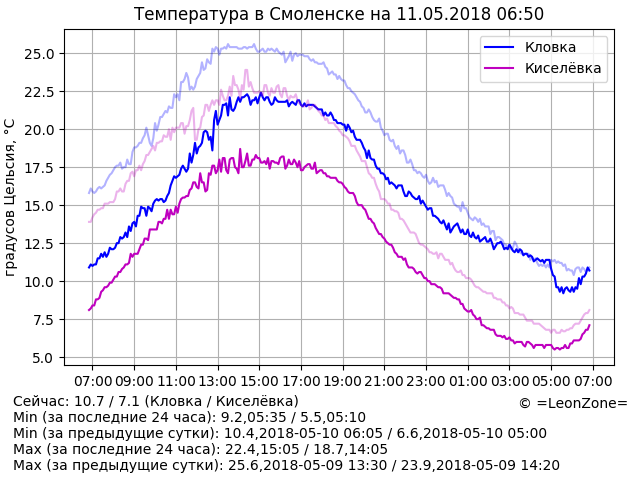 Температура в Смоленске на 11.05.2018 06:50
Кловка
Киселёвка
градусов Цельсия, °C
25.0
22.5
20.0
17.5
15.0
12.5
10.0
7.5
5.0
07:00 09:00 11:00 13:00 15:00 17:00 19:00 21:00 23:00 01:00 03:00 05:00 07:00
Сейчас: 10.7 / 7.1 (Кловка / Киселёвка)
© =LeonZone=
Min (за последние 24 часа): 9.2,05:35 / 5.5,05:10
Min (за предыдущие сутки): 10.4,2018-05-10 06:05 / 6.6,2018-05-10 05:00
Max (за последние 24 часа): 22.4,15:05 / 18.7,14:05
Max (за предыдущие сутки): 25.6,2018-05-09 13:30 / 23.9,2018-05-09 14:20